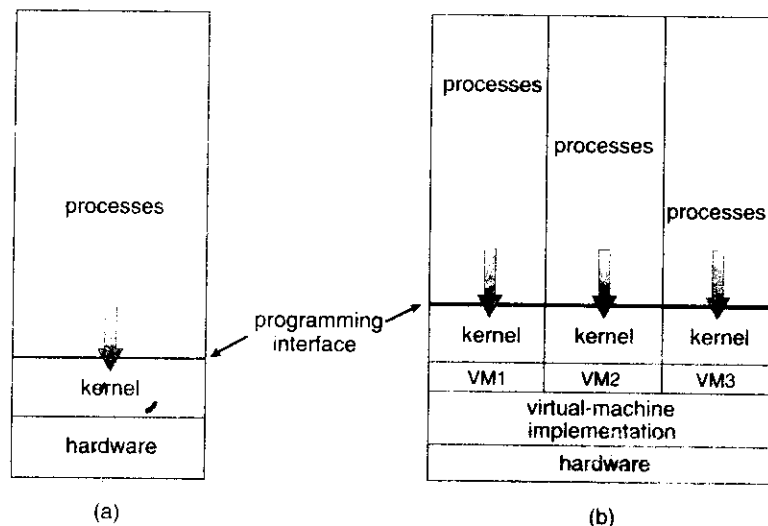 processes
kernel
hardware
(a)
programming
interface
processes
processes
processes
kernel kernel kernel
VM1 VM2 VM3
virtual-machine
implementation
hardware
(b)